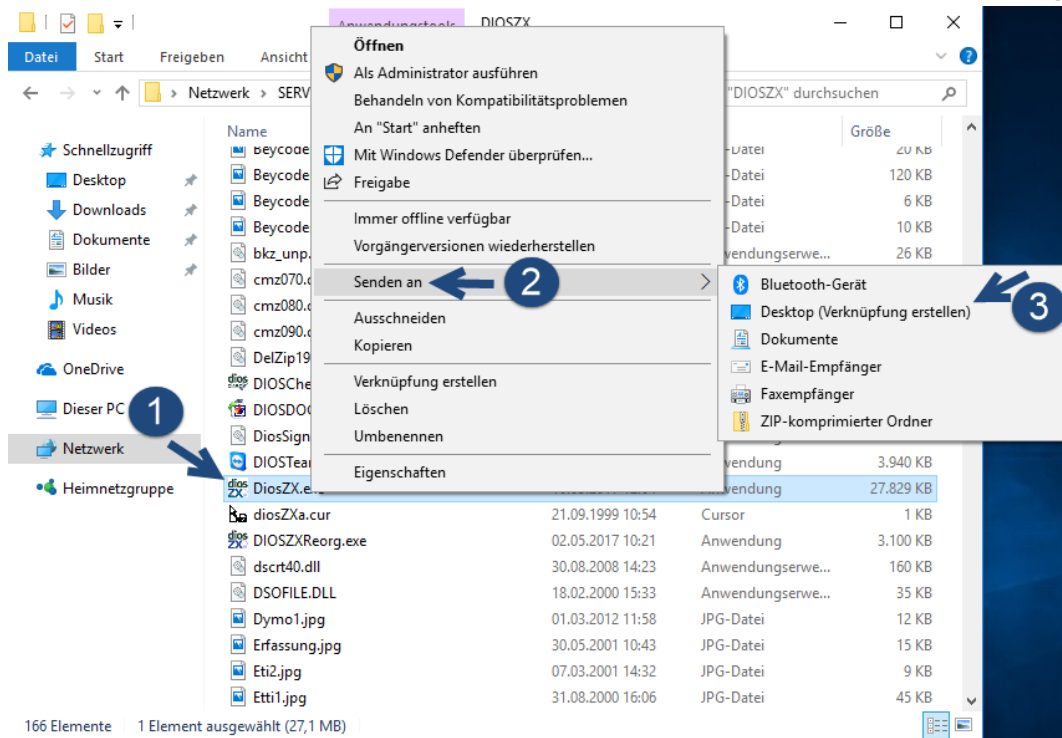 Anwendungstools DIOSZX
Datei Start Freigeben Ansicht
Netzwerk > SERV
"DIOSZX" durchsuchen
Name Größe
Schnellzugriff
Desktop
Downloads
Dokumente
Bilder
Musik
Videos
OneDrive
Dieser PC
Netzwerk
Heimnetzgruppe
Beycode -Datei 20 KB
Beycode -Datei 120 KB
Beycode -Datei 6 KB
Beycode -Datei 10 KB
bkz_unp. wendungserwe... 26 KB
cmz070.
cmz080.
cmz090.
DelZip19
DIOSChe
DIOSDO
DiosSign
DIOSTea wendung 3.940 KB
DiosZX.e wendung 27.829 KB
diosZXa.cur 21.09.1999 10:54 Cursor 1 KB
DIOSZXReorg.exe 02.05.2017 10:21 Anwendung 3.100 KB
dscrt40.dll 30.08.2008 14:23 Anwendungserwe... 160 KB
DSOFILE.DLL 18.02.2000 15:33 Anwendungserwe... 35 KB
Dymo1.jpg 01.03.2012 11:58 JPG-Datei 12 KB
Erfassung.jpg 30.05.2001 10:43 JPG-Datei 15 KB
Eti2.jpg 07.03.2001 14:32 JPG-Datei 9 KB
Etti1.jpg 31.08.2000 16:06 JPG-Datei 45 KB
Öffnen
Als Administrator ausführen
Behandeln von Kompatibilitätsproblemen
An "Start" anheften
Mit Windows Defender überprüfen...
Freigabe
Immer offline verfügbar
Vorgängerversionen wiederherstellen
Senden an
Ausschneiden
Kopieren
Verknüpfung erstellen
Löschen
Umbenennen
Eigenschaften
Bluetooth-Gerät
Desktop (Verknüpfung erstellen)
Dokumente
E-Mail-Empfänger
Faxempfänger
ZIP-komprimierter Ordner
1
2
3
166 Elemente 1 Element ausgewählt (27,1 MB)